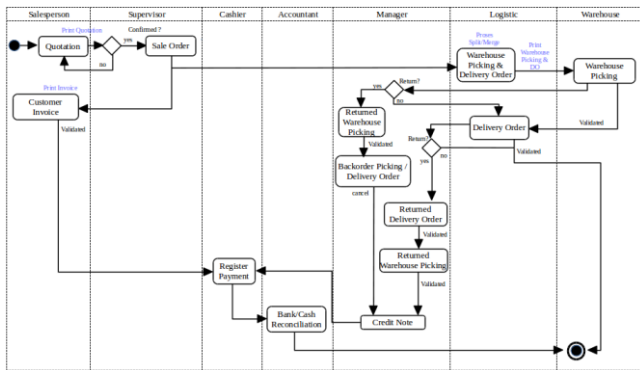 Salesperson
Supervisor
Cashier
Accountant
Manager
Logistic
Warehouse
Print Quotation
Confirmed ?
Quotation
yes
Sale Order
no
Proses
Split/Merge
Print
Warehouse
Picking &
DO
Warehouse
Picking &
Delivery Order
Warehouse
Picking
Print Invoice
Customer
Invoice
Validated
Return?
yes
no
Returned
Warehouse
Picking
Validated
Delivery Order
Validated
Return?
Validated
yes
no
Backorder Picking /
Delivery Order
cancel
Returned
Delivery Order
Validated
Returned
Warehouse Picking
Validated
Register
Payment
Bank/Cash
Reconciliation
Credit Note